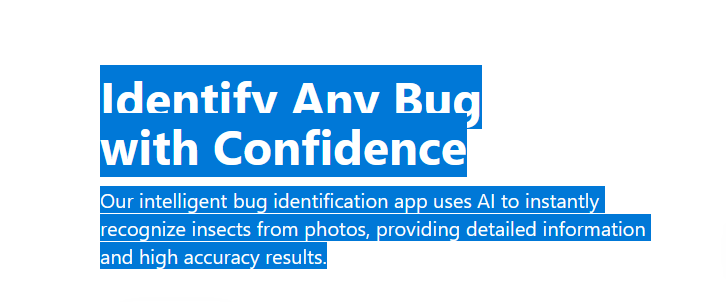 Identify Any Bug
with Confidence
Our intelligent bug identification app uses AI to instantly
recognize insects from photos, providing detailed information
and high accuracy results.